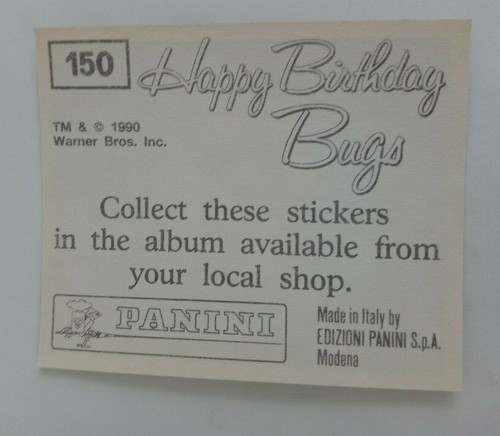 150
Happy Birthday
Bugs
TM & © 1990
Warner Bros. Inc.
Collect these stickers
in the album available from
your local shop.
PANINI
Made in Italy by
EDIZIONI PANINI S.p.A.
Modena